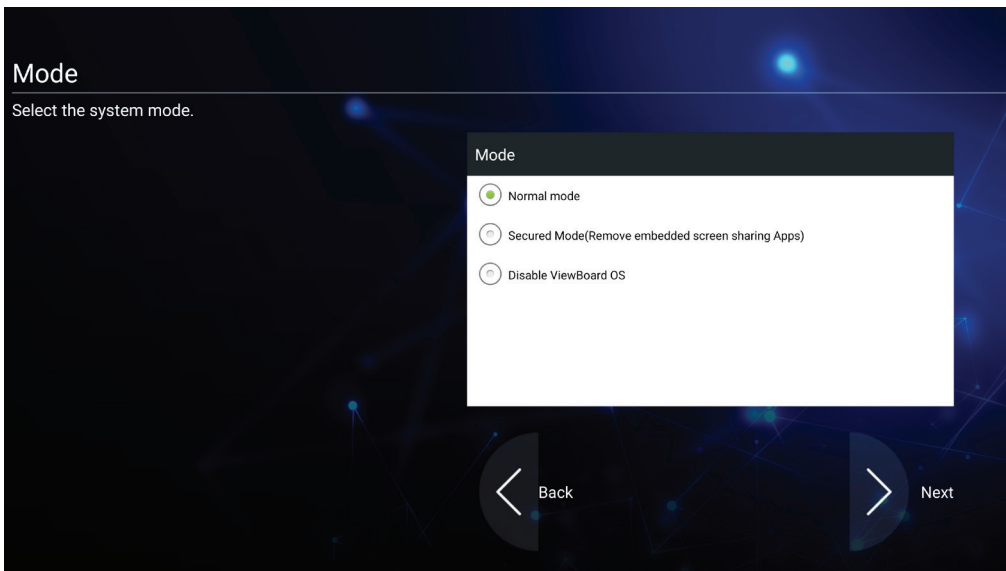 Mode
Select the system mode.
Mode
Normal mode
Secured Mode(Remove embedded screen sharing Apps)
Disable ViewBoard OS
Back
Next